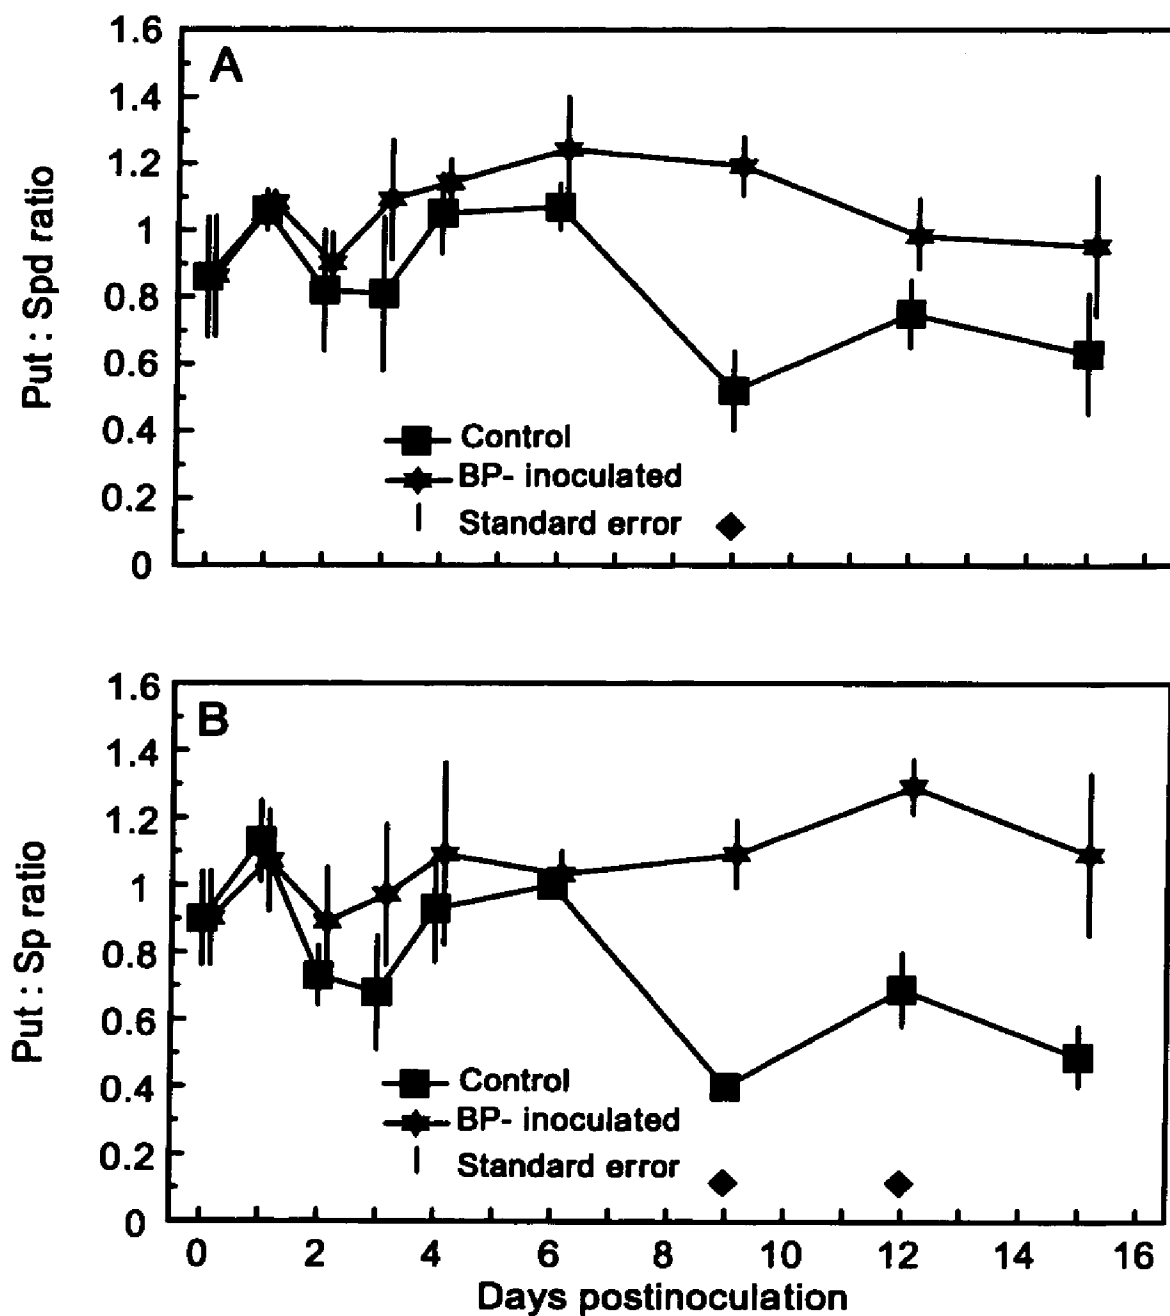 A
1.6
1.4
1.2
1
0.8
0.6
0.4
0.2
0
Put : Spd ratio
Control
BP- inoculated
Standard error
B
1.6
1.4
1.2
1
0.8
0.6
0.4
0.2
0
Put : Sp ratio
Control
BP- inoculated
Standard error
0 2 4 6 8 10 12 14 16
Days postinoculation